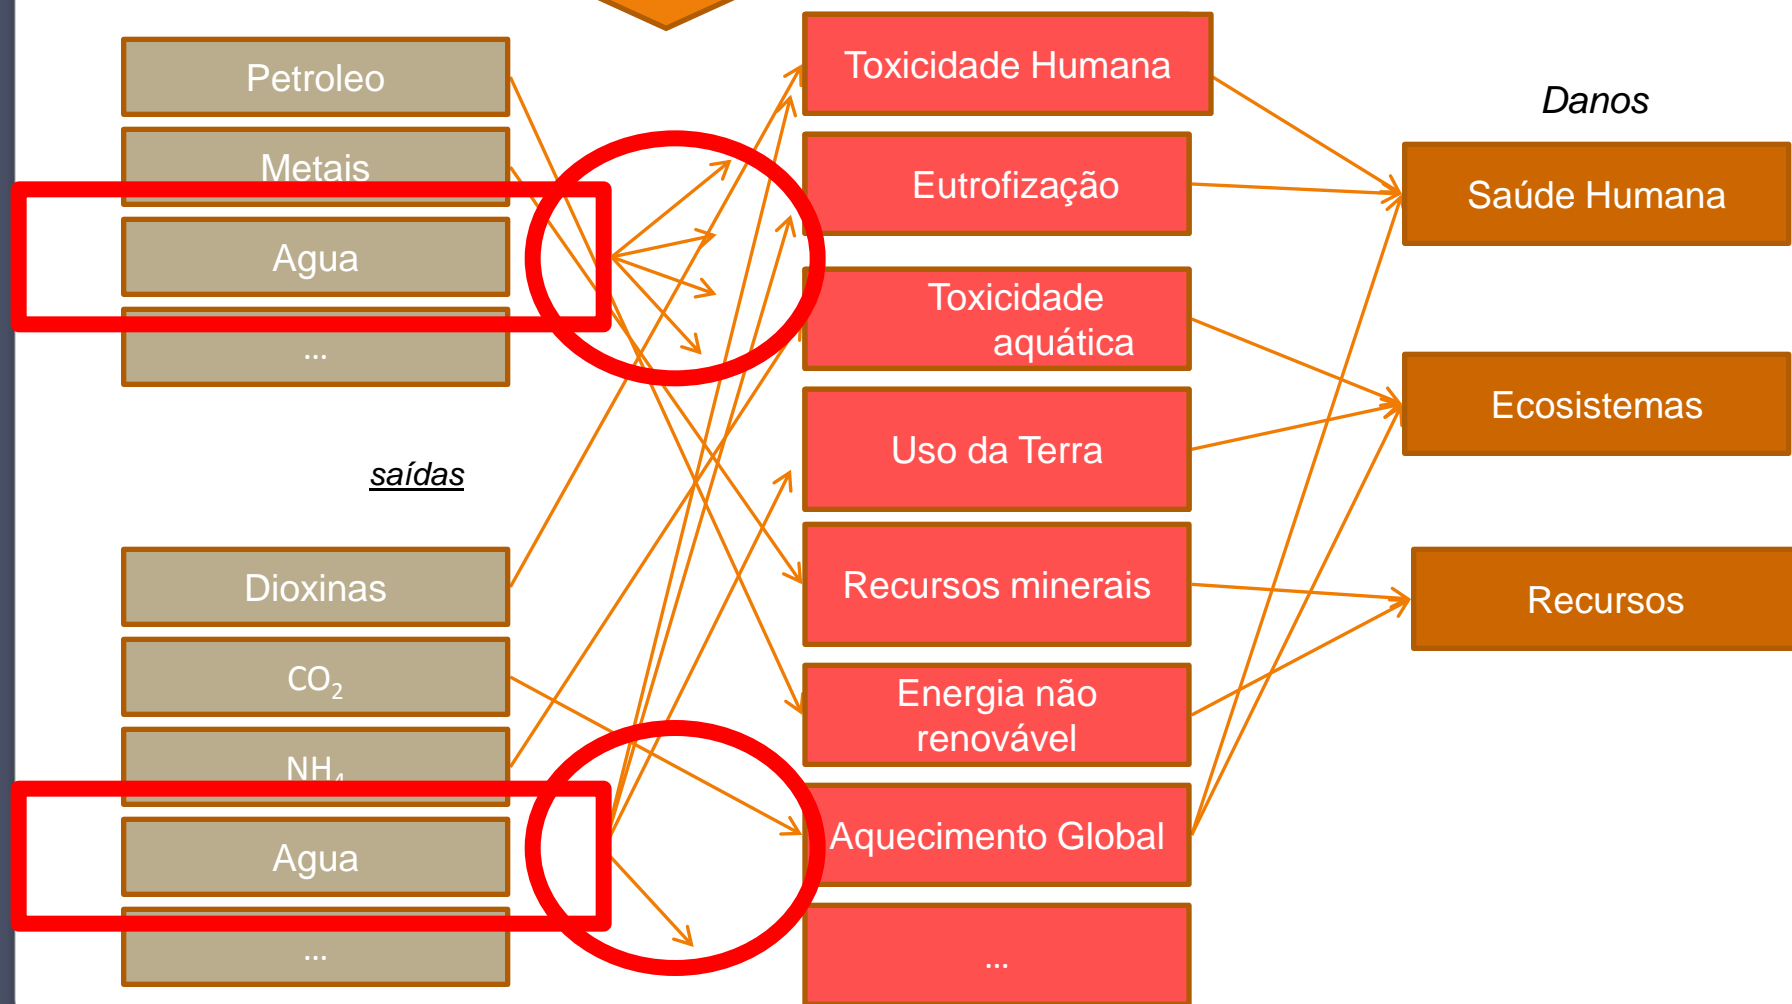 Petroleo
Metais
Agua
...
saídas
Dioxinas
CO₂
NH₄
Agua
...
Toxicidade Humana
Eutrofização
Toxicidade
aquática
Uso da Terra
Recursos minerais
Energia não
renovável
Aquecimento Global
...
Danos
Saúde Humana
Ecosistemas
Recursos